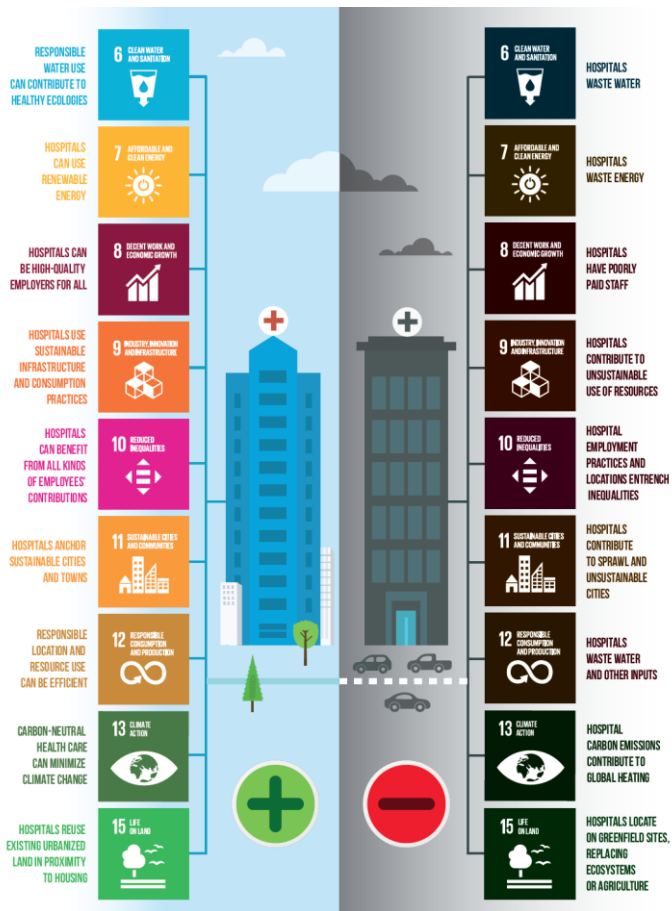 RESPONSIBLE
WATER USE
CAN CONTRIBUTE TO
HEALTHY ECOLOGIES
6 CLEAN WATER
AND SANITATION
HOSPITALS
CAN USE
RENEWABLE
ENERGY
7 AFFORDABLE AND
CLEAN ENERGY
HOSPITALS CAN
BE HIGH-QUALITY
EMPLOYERS FOR ALL
8 DECENT WORK AND
ECONOMIC GROWTH
HOSPITALS USE
SUSTAINABLE
INFRASTRUCTURE
AND CONSUMPTION
PRACTICES
9 INDUSTRY, INNOVATION
AND INFRASTRUCTURE
HOSPITALS
CAN BENEFIT
FROM ALL KINDS
OF EMPLOYEES'
CONTRIBUTIONS
10 REDUCED
INEQUALITIES
HOSPITALS ANCHOR
SUSTAINABLE CITIES
AND TOWNS
11 SUSTAINABLE CITIES
AND COMMUNITIES
RESPONSIBLE
LOCATION AND
RESOURCE USE
CAN BE EFFICIENT
12 RESPONSIBLE
CONSUMPTION
AND PRODUCTION
CARBON-NEUTRAL
HEALTH CARE
CAN MINIMIZE
CLIMATE CHANGE
13 CLIMATE
ACTION
HOSPITALS REUSE
EXISTING URBANIZED
LAND IN PROXIMITY
TO HOUSING
15 LIFE
ON LAND
6 CLEAN WATER
AND SANITATION
HOSPITALS
WASTE WATER
7 AFFORDABLE AND
CLEAN ENERGY
HOSPITALS
WASTE ENERGY
8 DECENT WORK AND
ECONOMIC GROWTH
HOSPITALS
HAVE POORLY
PAID STAFF
9 INDUSTRY, INNOVATION
AND INFRASTRUCTURE
HOSPITALS
CONTRIBUTE TO
UNSUSTAINABLE
USE OF RESOURCES
10 REDUCED
INEQUALITIES
HOSPITAL
EMPLOYMENT
PRACTICES AND
LOCATIONS ENTRENCH
INEQUALITIES
11 SUSTAINABLE CITIES
AND COMMUNITIES
HOSPITALS
CONTRIBUTE
TO SPRAWL AND
UNSUSTAINABLE
CITIES
12 RESPONSIBLE
CONSUMPTION
AND PRODUCTION
HOSPITALS
WASTE WATER
AND OTHER INPUTS
13 CLIMATE
ACTION
HOSPITAL
CARBON EMISSIONS
CONTRIBUTE TO
GLOBAL HEATING
15 LIFE
ON LAND
HOSPITALS LOCATE
ON GREENFIELD SITES,
REPLACING
ECOSYSTEMS
OR AGRICULTURE